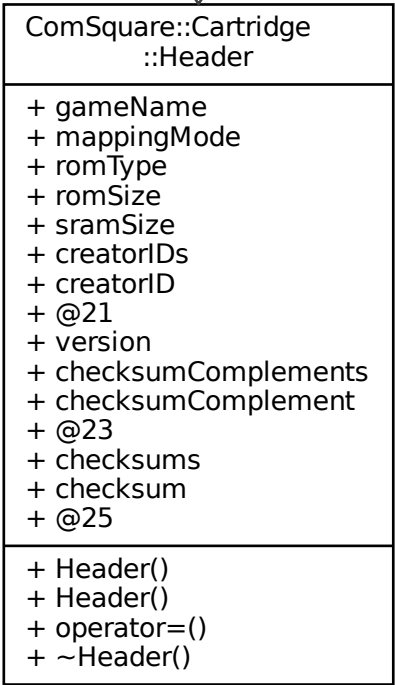 ComSquare::Cartridge
::Header
+ gameName
+ mappingMode
+ romType
+ romSize
+ sramSize
+ creatorIDs
+ creatorID
+ @21
+ version
+ checksumComplements
+ checksumComplement
+ @23
+ checksums
+ checksum
+ @25
+ Header()
+ Header()
+ operator=()
+ ~Header()